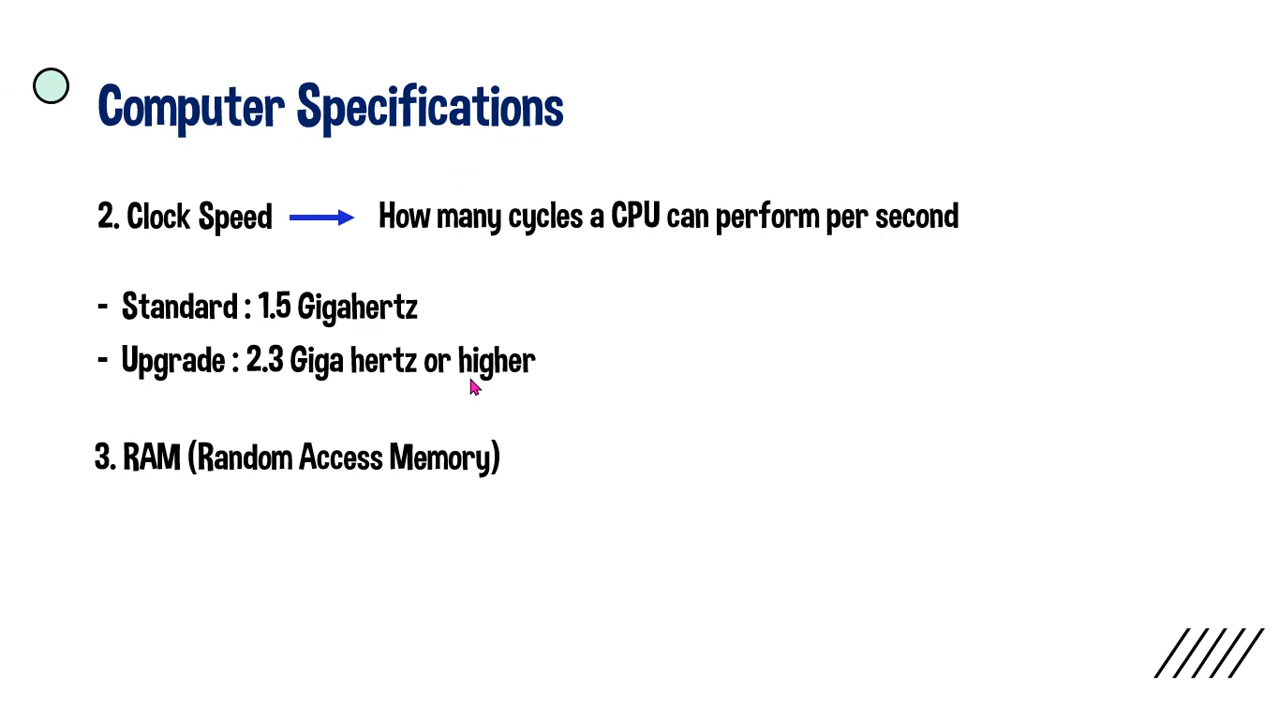 Computer Specifications
2. Clock Speed How many cycles a CPU can perform per second
- Standard : 1.5 Gigahertz
- Upgrade : 2.3 Giga hertz or higher
3. RAM (Random Access Memory)